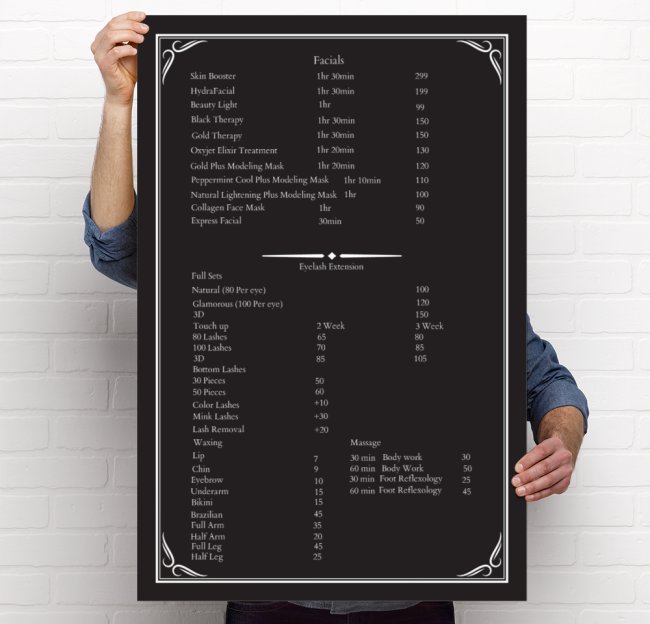 Facials
Skin Booster 1hr 30min 299
HydraFacial 1hr 30min 199
Beauty Light 1hr 99
Black Therapy 1hr 30min 150
Gold Therapy 1hr 30min 150
Oxyjet Elixir Treatment 1hr 20min 130
Gold Plus Modeling Mask 1hr 20min 120
Peppermint Cool Plus Modeling Mask 1hr 10min 110
Natural Lightening Plus Modeling Mask 1hr 100
Collagen Face Mask 1hr 90
Express Facial 30min 50
Eyelash Extension
Full Sets
Natural (80 Per eye) 100
Glamorous (100 Per eye) 120
3D 150
Touch up 2 Week 3 Week
80 Lashes 65 80
100 Lashes 70 85
3D 85 105
Bottom Lashes
30 Pieces 50
50 Pieces 60
Color Lashes +10
Mink Lashes +30
Lash Removal +20
Waxing Massage
Lip 7 30 min Body work 30
Chin 9 60 min Body Work 50
Eyebrow 10 30 min Foot Reflexology 25
Underarm 15 60 min Foot Reflexology 45
Bikini 15
Brazilian 45
Full Arm 35
Half Arm 20
Full Leg 45
Half Leg 25